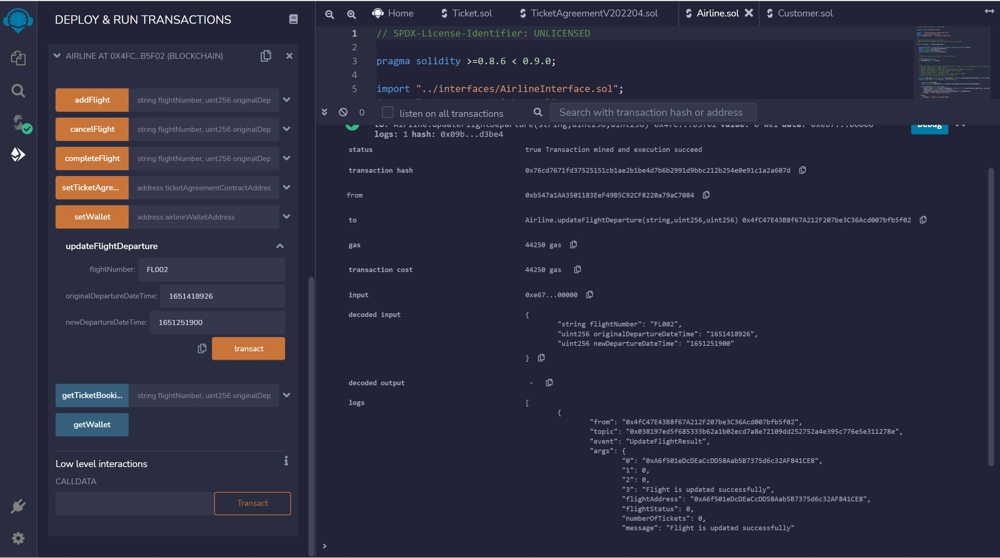 DEPLOY & RUN TRANSACTIONS
AIRLINE AT 0X4FC...B5F02 (BLOCKCHAIN)
addFlight string flightNumber, uint256 originalDep
cancelFlight string flightNumber, uint256 originalDep
completeFlight string flightNumber, uint256 originalDep
setTicketAgre... address ticketAgreementContractAddres
setWallet address airlineWalletAddress
updateFlightDeparture
flightNumber: FL002
originalDepartureDateTime: 1651418926
newDepartureDateTime: 1651251900
transact
getTicketBooki... string flightNumber, uint256 originalDep
getWallet
Low level interactions
CALLDATA
Transact
Home Ticket.sol TicketAgreementV202204.sol Airline.sol Customer.sol
1 // SPDX-License-Identifier: UNLICENSED
2
3 pragma solidity >=0.8.6 < 0.9.0;
4
5 import "../interfaces/AirlineInterface.sol";
0 listen on all transactions Search with transaction hash or address
to: Airline.updateFlightDeparture(string,uint256,uint256) 0x4fC...b5f02 value: 0 wei data: 0xe67...00000 Debug
logs: 1 hash: 0x09b...d3be4
status true Transaction mined and execution succeed
transaction hash 0x76cd7671fd37525151cb1ae2b1be4d7b6b2991d9bbc212b254e0e91c1a2a607d
from 0xb547a1AA3501183EeF49B5C92CF8220a79aC7084
to Airline.updateFlightDeparture(string,uint256,uint256) 0x4fC47E43B8f67A212F207be3C36Acd007bfb5f02
gas 44250 gas
transaction cost 44250 gas
input 0xe67...00000
decoded input {
"string flightNumber": "FL002",
"uint256 originalDepartureDateTime": "1651418926",
"uint256 newDepartureDateTime": "1651251900"
}
decoded output -
logs [
{
"from": "0x4fC47E43B8f67A212F207be3C36Acd007bfb5f02",
"topic": "0x038197ed5f685333b62a1b02ecd7a8e72109dd252752a4e395c776e5e311278e",
"event": "UpdateFlightResult",
"args": {
"0": "0xA6f501eDcDEaCcDD58Aab5B7375d6c32AF841CE8",
"1": 0,
"2": 0,
"3": "Flight is updated successfully",
"flightAddress": "0xA6f501eDcDEaCcDD58Aab5B7375d6c32AF841CE8",
"flightStatus": 0,
"numberOfTickets": 0,
"message": "Flight is updated successfully"
>